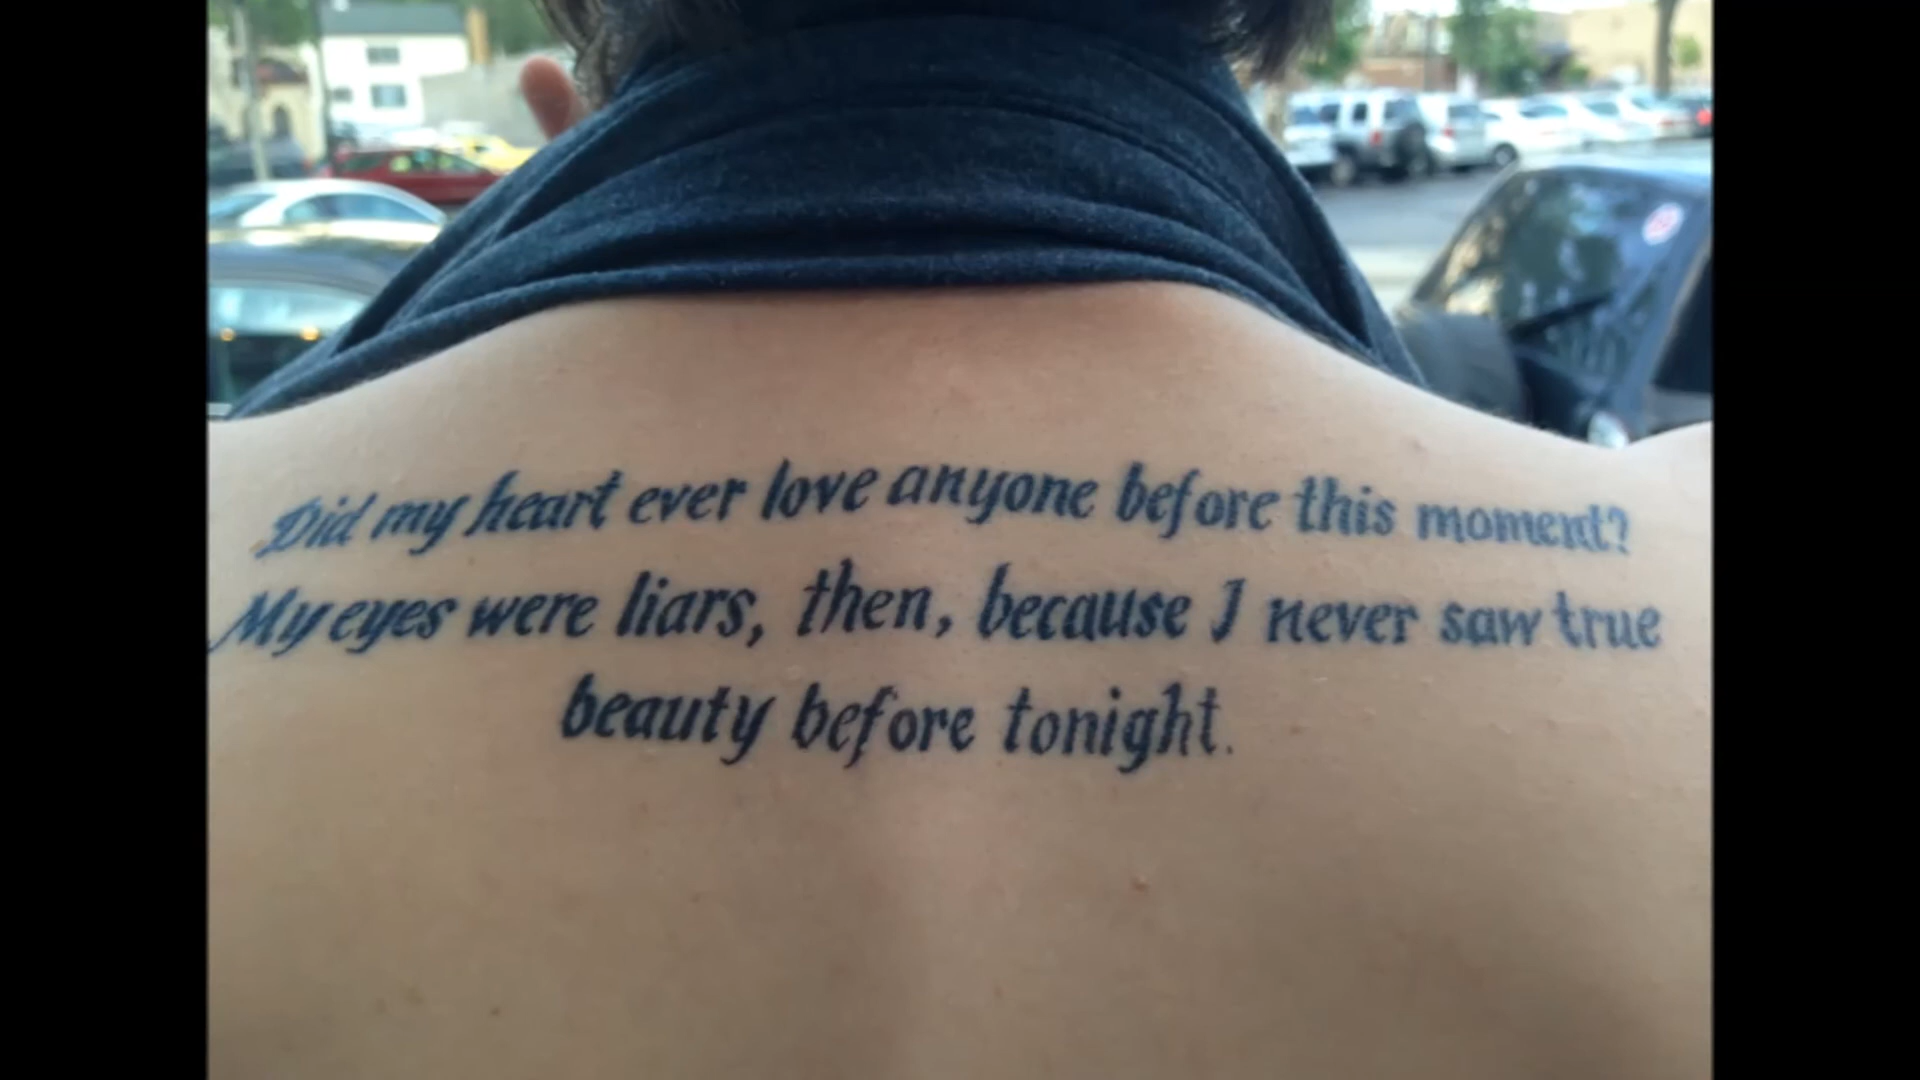 Did my heart ever love anyone before this moment?
My eyes were liars, then, because I never saw true
beauty before tonight.